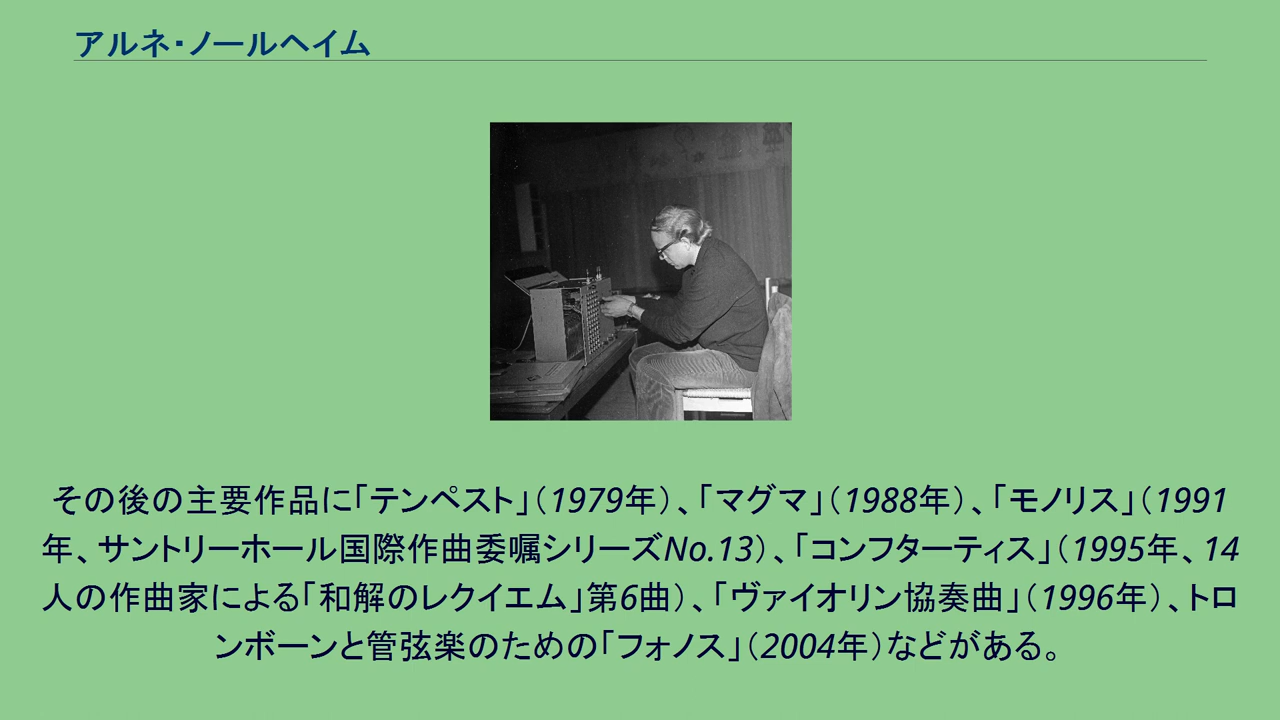 アルネ・ノールヘイム
その後の主要作品に「テンペスト」（1979年）、「マグマ」（1988年）、「モノリス」（1991
年、サントリーホール国際作曲委嘱シリーズNo.13）、「コンフターティス」（1995年、14
人の作曲家による「和解のレクイエム」第6曲）、「ヴァイオリン協奏曲」（1996年）、トロ
ンボーンと管弦楽のための「フォノス」（2004年）などがある。